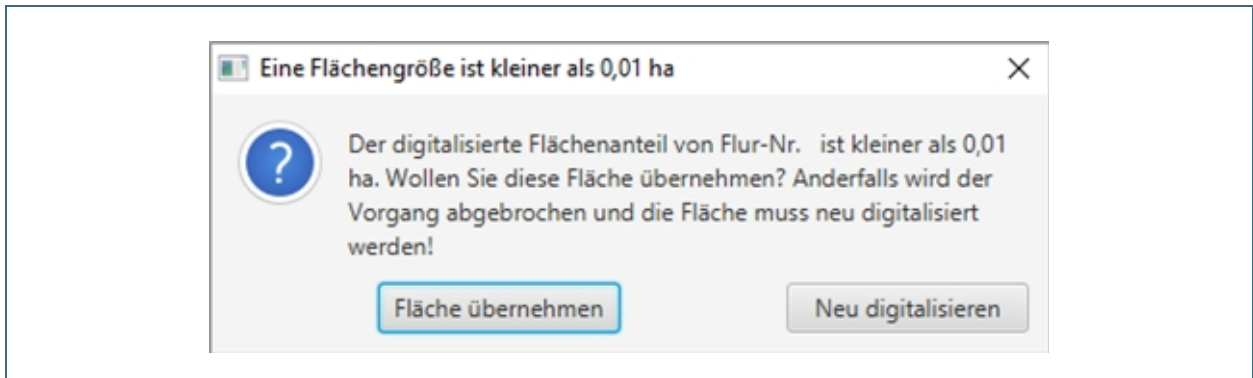 Eine Flächengröße ist kleiner als 0,01 ha
Der digitalisierte Flächenanteil von Flur-Nr. ist kleiner als 0,01
ha. Wollen Sie diese Fläche übernehmen? Anderfalls wird der
Vorgang abgebrochen und die Fläche muss neu digitalisiert
werden!
Fläche übernehmen
Neu digitalisieren